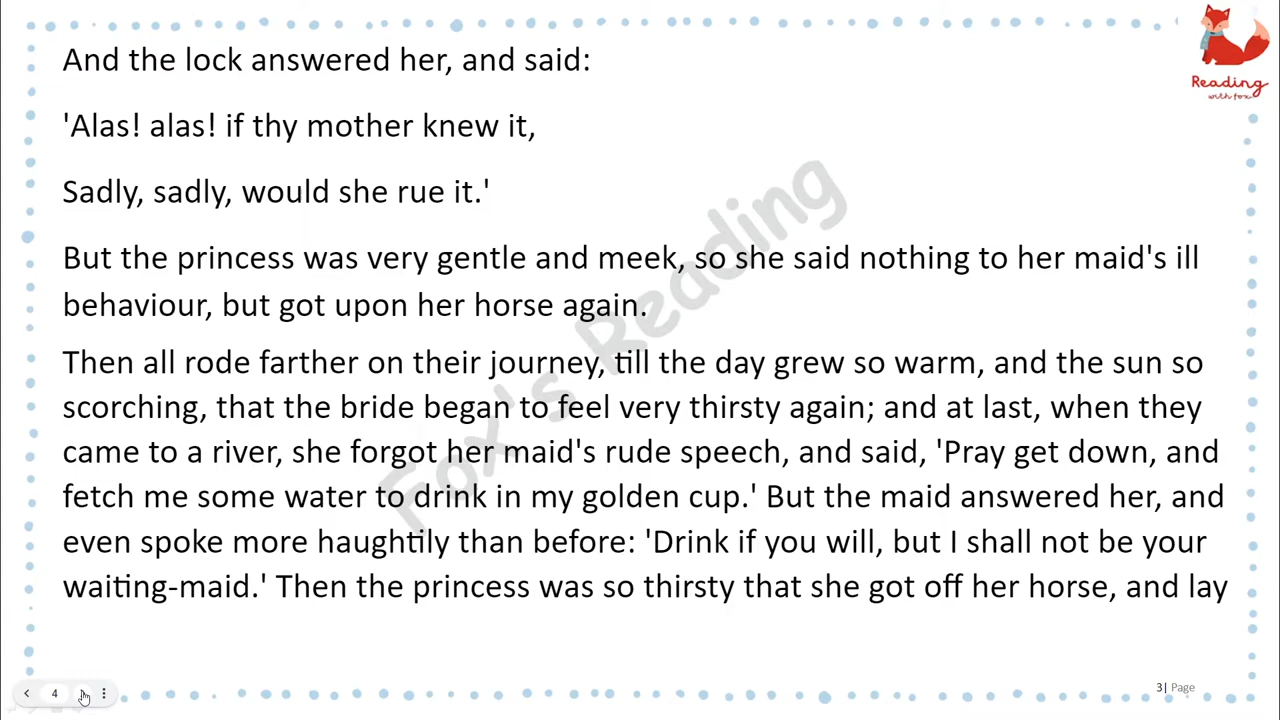 And the lock answered her, and said:
'Alas! alas! if thy mother knew it,
Sadly, sadly, would she rue it.'
But the princess was very gentle and meek, so she said nothing to her maid's ill
behaviour, but got upon her horse again.
Then all rode farther on their journey, till the day grew so warm, and the sun so
scorching, that the bride began to feel very thirsty again; and at last, when they
came to a river, she forgot her maid's rude speech, and said, 'Pray get down, and
fetch me some water to drink in my golden cup.' But the maid answered her, and
even spoke more haughtily than before: 'Drink if you will, but I shall not be your
waiting-maid.' Then the princess was so thirsty that she got off her horse, and lay
Reading
with fox
Fox's Reading
4
3| Page